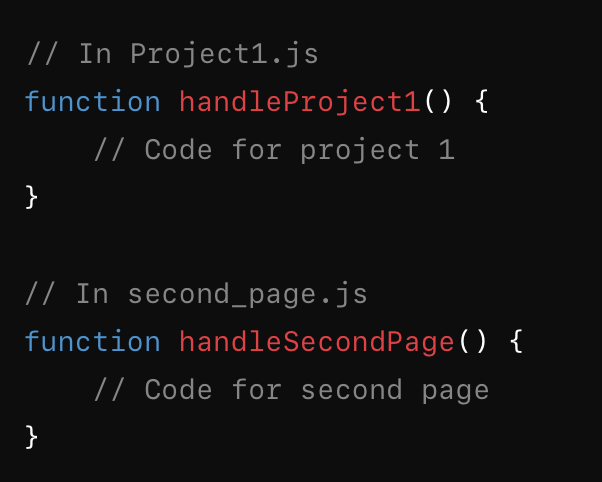 // In Project1.js
function handleProject1() {
    // Code for project 1
}
// In second_page.js
function handleSecondPage() {
    // Code for second page
}